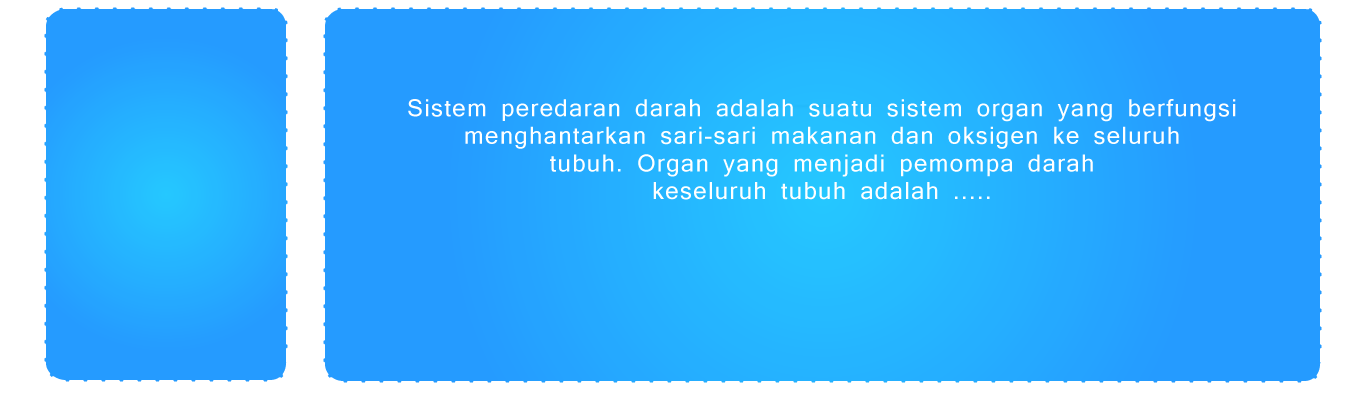 Sistem peredaran darah adalah suatu sistem organ yang berfungsi
menghantarkan sari-sari makanan dan oksigen ke seluruh
tubuh. Organ yang menjadi pemompa darah
keseluruh tubuh adalah .....